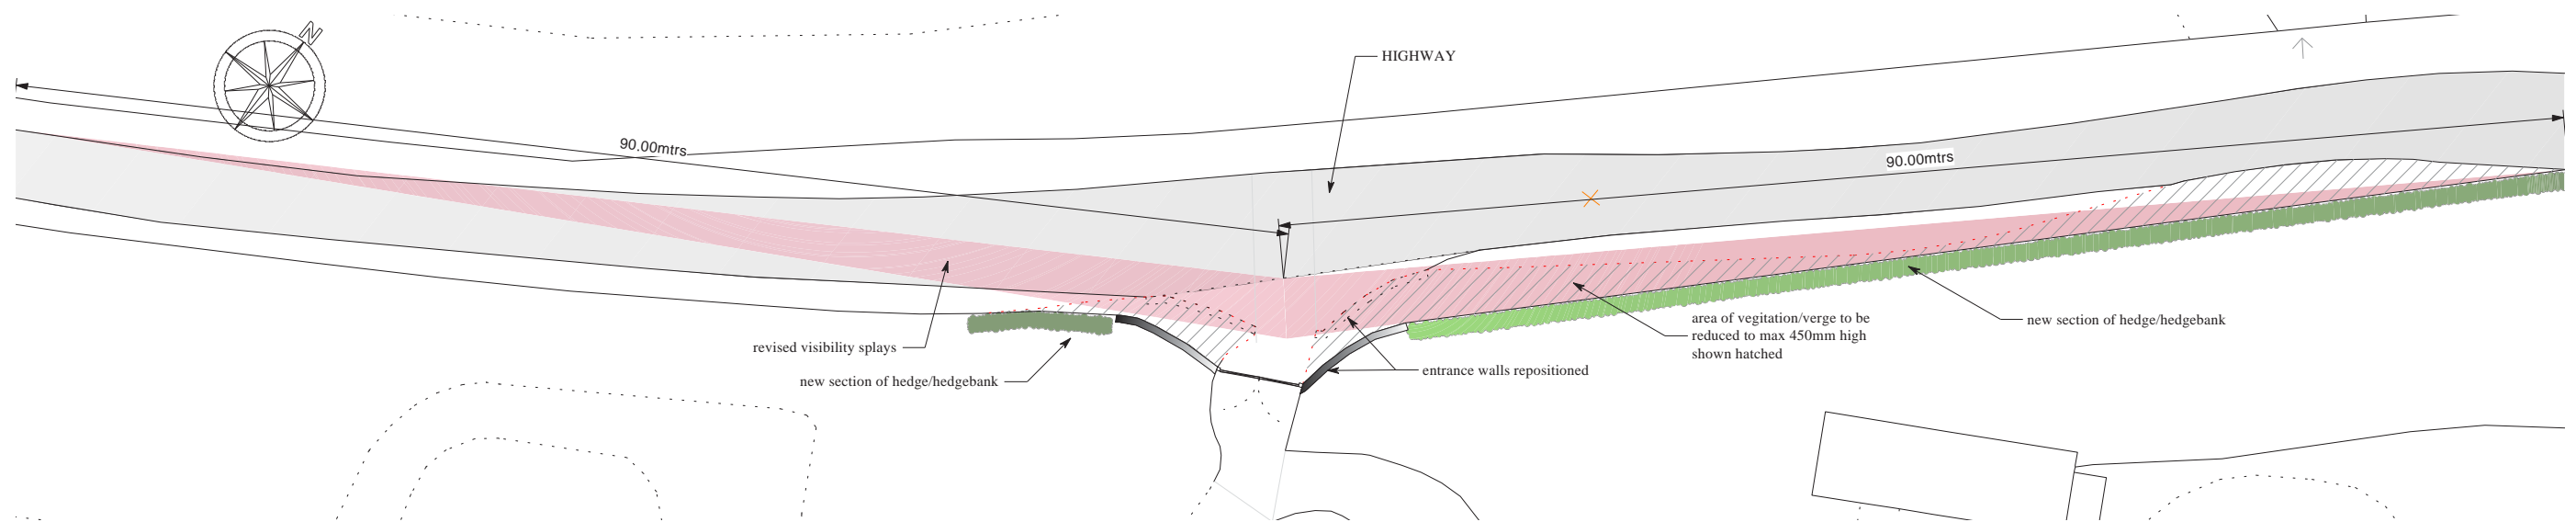 N
HIGHWAY
90.00mtrs
90.00mtrs
revised visibility splays
new section of hedge/hedgebank
area of vegitation/verge to be
reduced to max 450mm high
shown hatched
new section of hedge/hedgebank
entrance walls repositioned